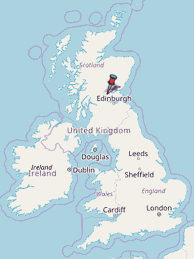 Scotland
Edinburgh
United Kingdom
Douglas
Ireland
Ireland
Dublin
Leeds
Sheffield
Wales
England
Cardiff
London